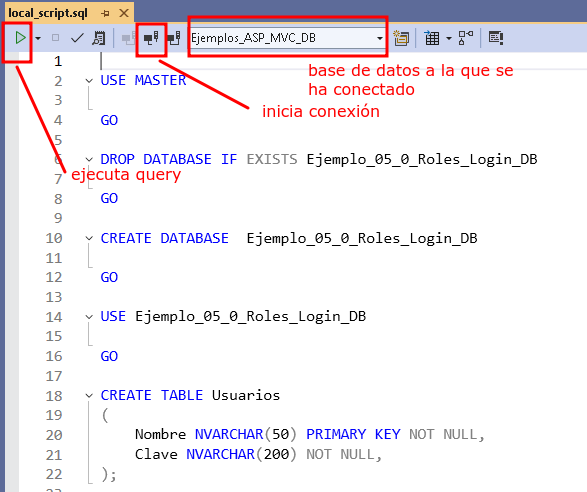 local_script.sql
Ejemplos_ASP_MVC_DB
base de datos a la que se
ha conectado
inicia conexión
ejecuta query
1
2 USE MASTER
3
4 GO
5
6 DROP DATABASE IF EXISTS Ejemplo_05_0_Roles_Login_DB
7
8 GO
9
10 CREATE DATABASE  Ejemplo_05_0_Roles_Login_DB
11
12 GO
13
14 USE Ejemplo_05_0_Roles_Login_DB
15
16 GO
17
18 CREATE TABLE Usuarios
19 (
20 Nombre NVARCHAR(50) PRIMARY KEY NOT NULL,
21 Clave NVARCHAR(200) NOT NULL,
22 );
23